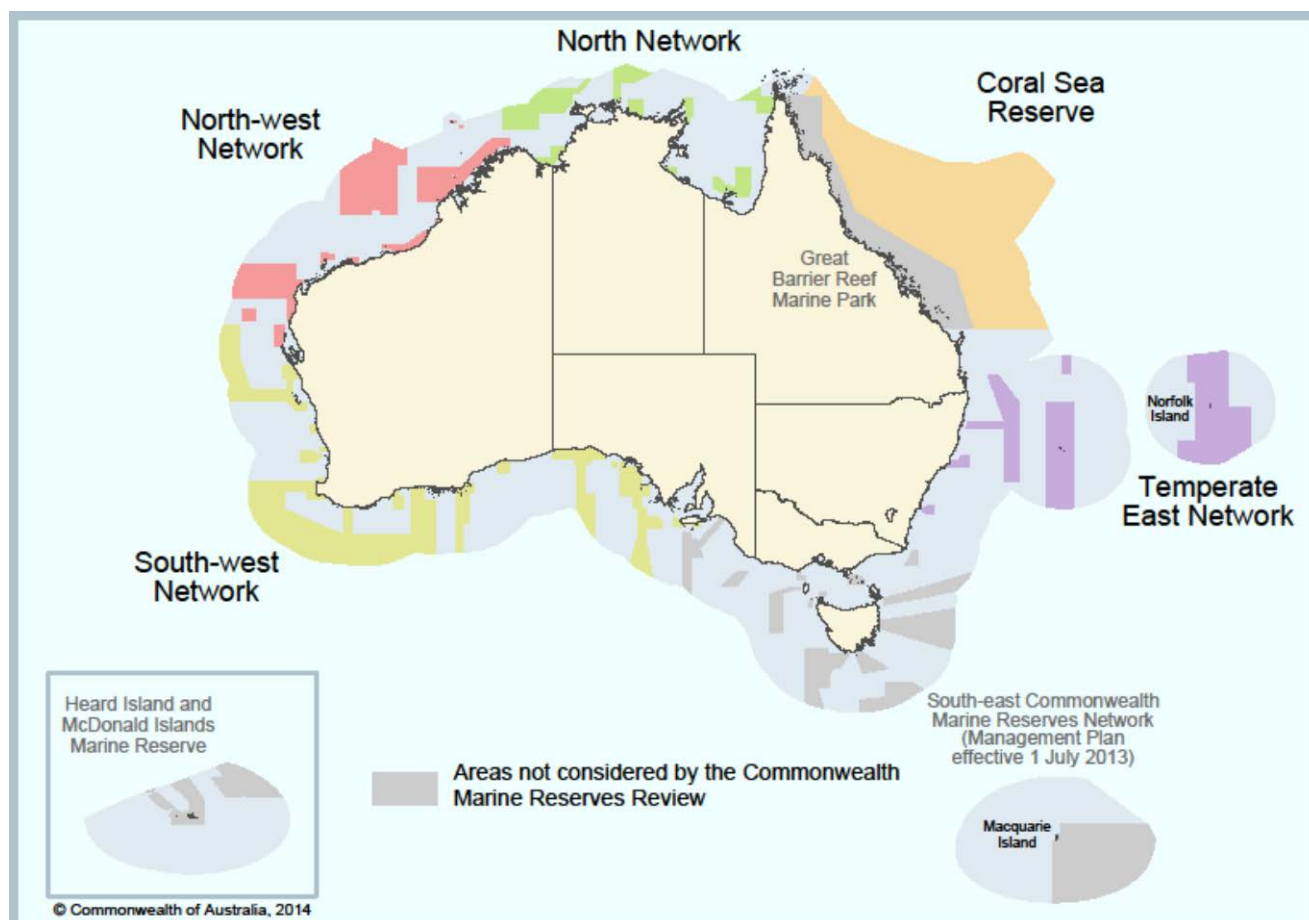 North Network
Coral Sea
Reserve
North-west
Network
Great
Barrier Reef
Marine Park
Norfolk
Island
Temperate
East Network
South-west
Network
Heard Island and
McDonald Islands
Marine Reserve
South-east Commonwealth
Marine Reserves Network
(Management Plan
effective 1 July 2013)
Areas not considered by the Commonwealth
Marine Reserves Review
Macquarie
Island
© Commonwealth of Australia, 2014